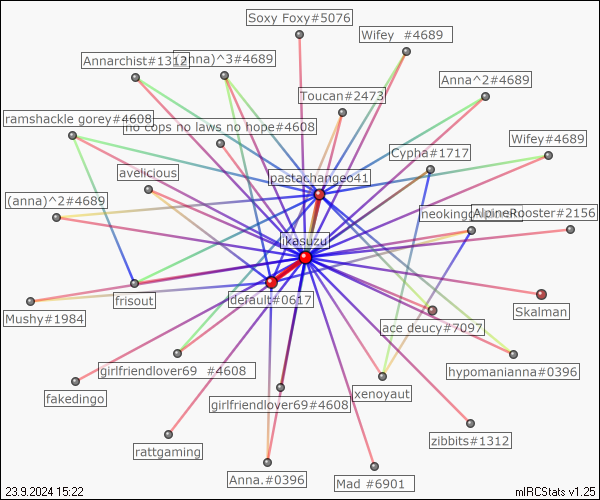 Soxy Foxy#5076
Wifey  #4689
Annarchist#1312
nna)^3#4689
Anna^2#4689
Toucan#2473
ramshackle gorey#4608
no cops no laws no hope#4608
Wifey#4689
Cypha#1717
avelicious
pastachangeo41
(anna)^2#4689
neokingo
AlpineRooster#2156
ikasuzu
frisout
default#0617
Skalman
Mushy#1984
ace deucy#7097
girlfriendlover69  #4608
hypomanianna#0396
fakedingo
girlfriendlover69#4608
xenoyaut
rattgaming
zibbits#1312
Anna.#0396
Mad #6901
23.9.2024 15:22
mIRCStats v1.25